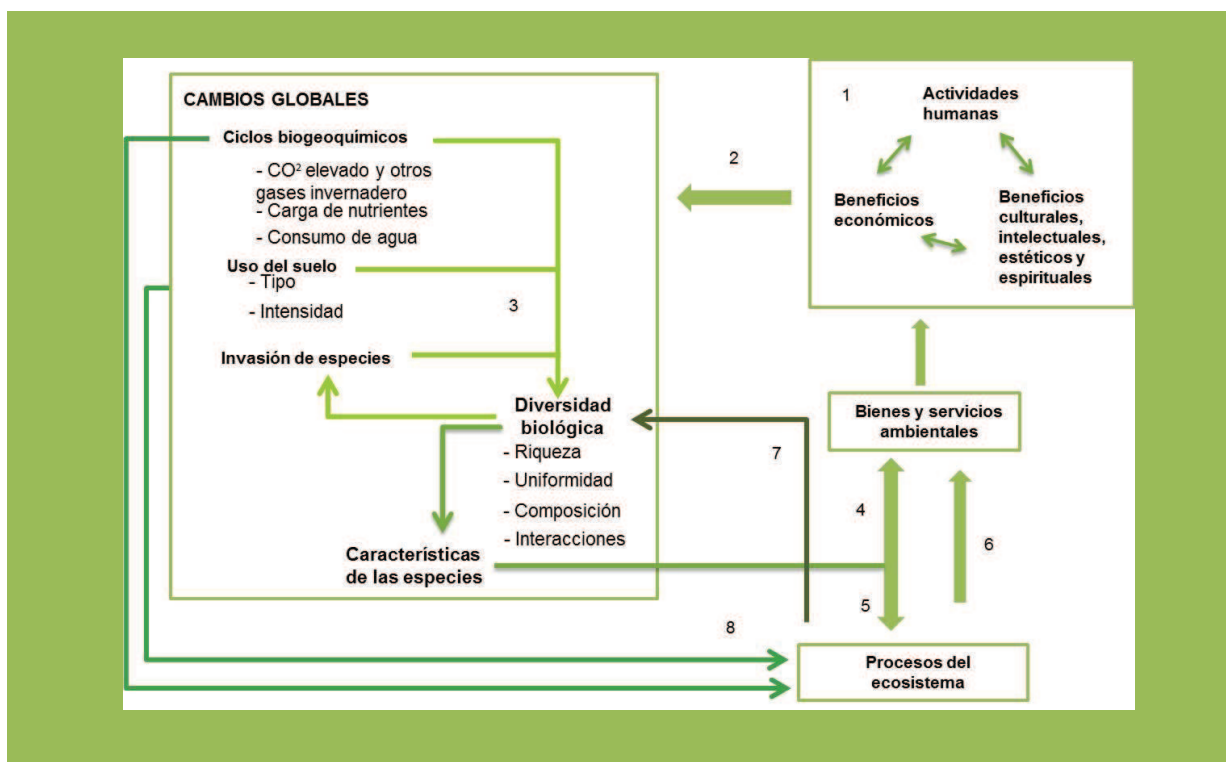 CAMBIOS GLOBALES
Ciclos biogeoquímicos
- CO² elevado y otros
gases invernadero
- Carga de nutrientes
- Consumo de agua
Uso del suelo
- Tipo
- Intensidad
3
Invasión de especies
Diversidad
biológica
- Riqueza
- Uniformidad
- Composición
- Interacciones
Características
de las especies
2
1
Actividades
humanas
Beneficios
económicos
Beneficios
culturales,
intelectuales,
estéticos y
espirituales
Bienes y servicios
ambientales
7
4
6
5
8
Procesos del
ecosistema